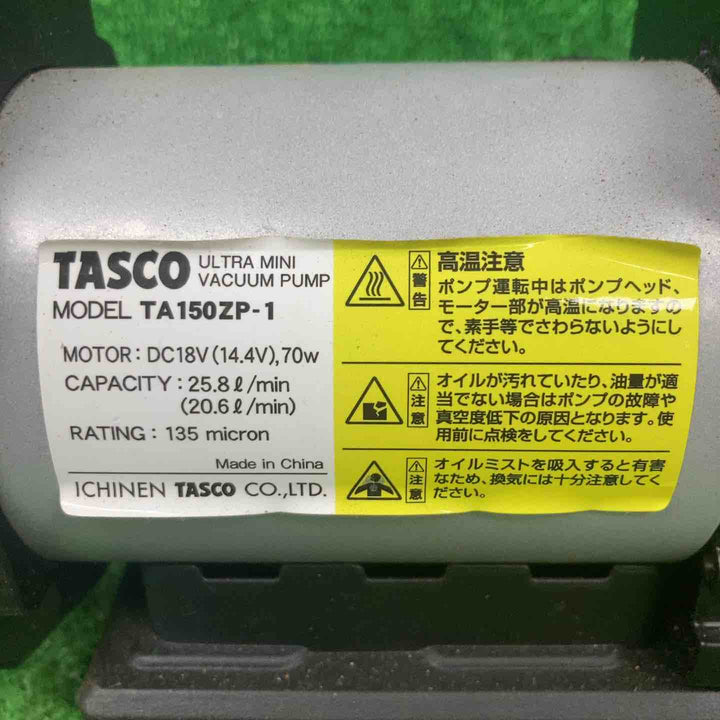 TASCO ULTRA MINI VACUUM PUMP
MODEL TA150ZP-1
MOTOR : DC18V (14.4V), 70w
CAPACITY : 25.8ℓ/min
(20.6ℓ/min)
RATING : 135 micron
Made in China
ICHINEN TASCO CO.,LTD.
警告
高温注意
ポンプ運転中はポンプヘッド、
モーター部が高温になりますの
で、素手等でさわらないようにし
てください。
注意
オイルが汚れていたり、油量が適
当でない場合はポンプの故障や
真空度低下の原因となります。使
用前に点検をしてください。
注意
オイルミストを吸入すると有害
なため、換気には十分注意してく
ださい。